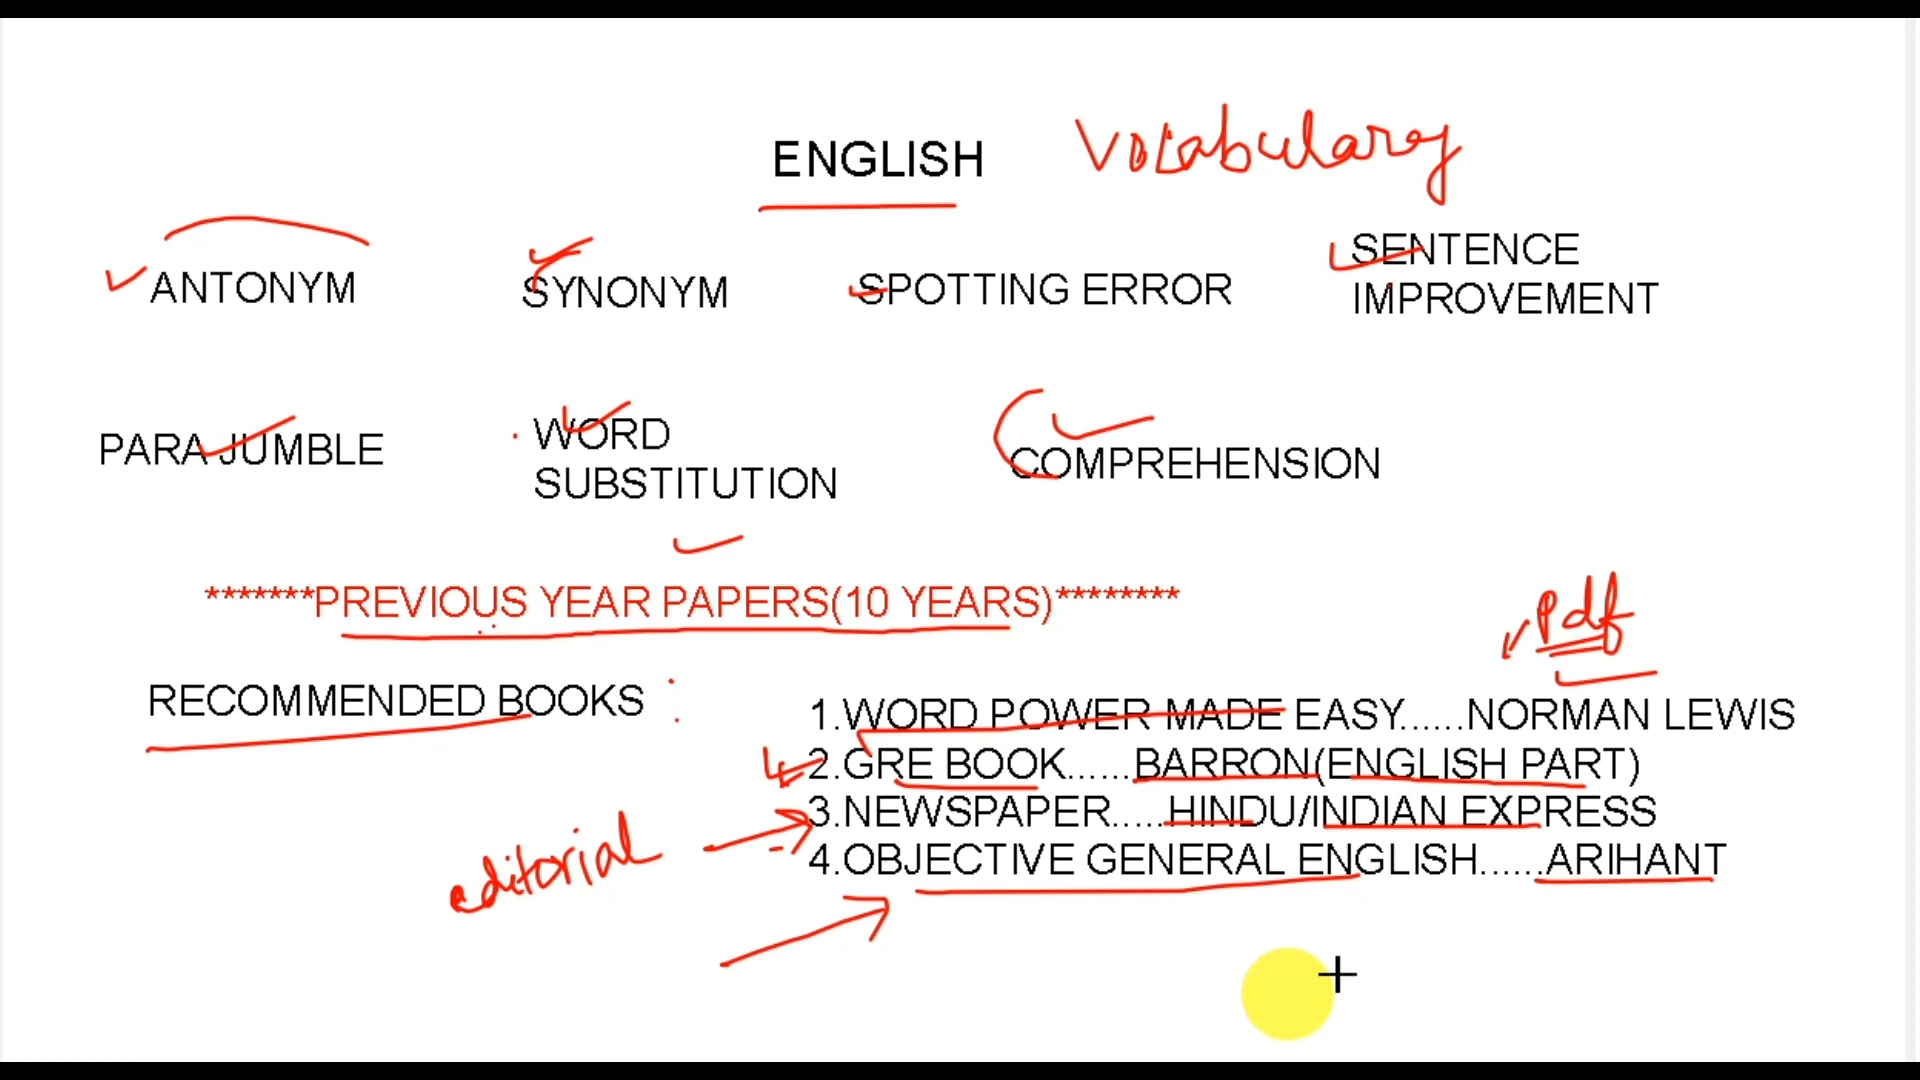 ENGLISH Vocabulary
ANTONYM SYNONYM SPOTTING ERROR SENTENCE
IMPROVEMENT
PARA JUMBLE WORD
SUBSTITUTION COMPREHENSION
*******PREVIOUS YEAR PAPERS(10 YEARS)********
Pdf
RECOMMENDED BOOKS :
1.WORD POWER MADE EASY......NORMAN LEWIS
2.GRE BOOK......BARRON(ENGLISH PART)
3.NEWSPAPER.....HINDU/INDIAN EXPRESS
editorial
4.OBJECTIVE GENERAL ENGLISH......ARIHANT